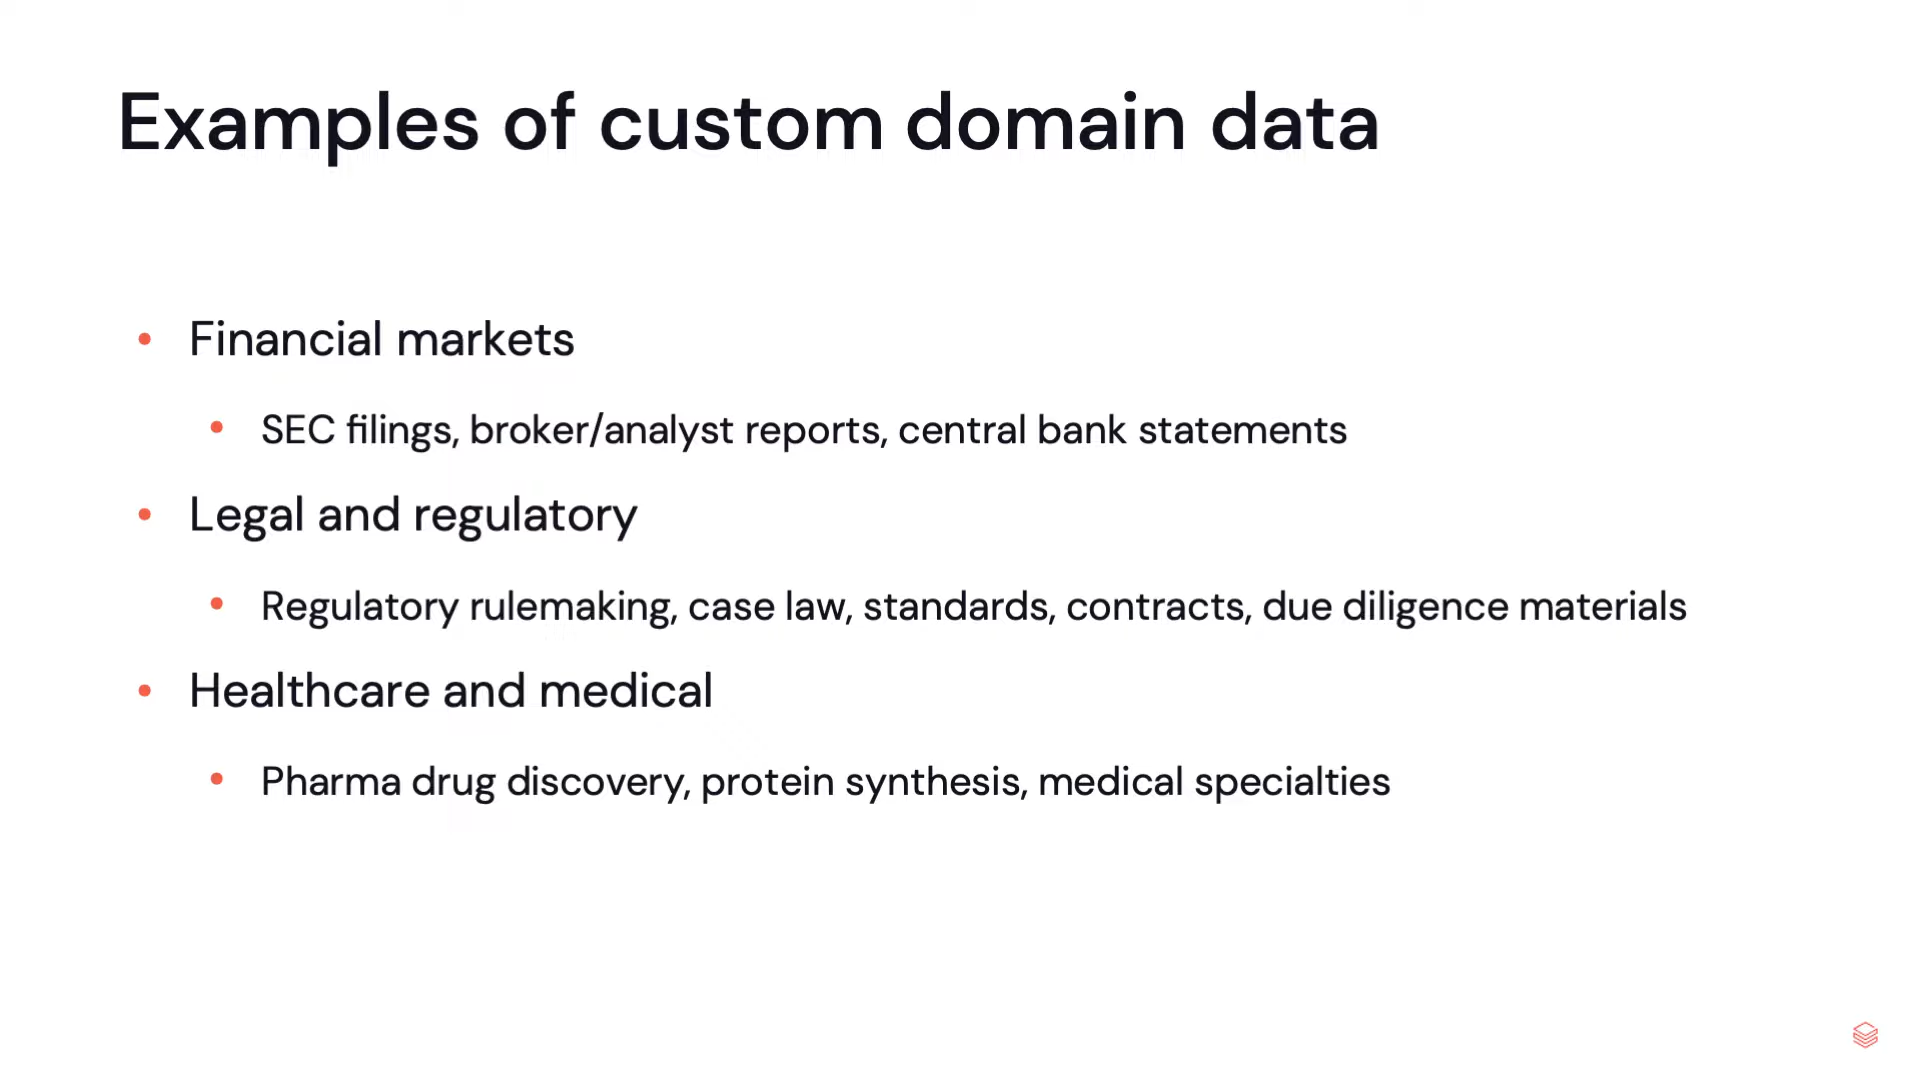 Examples of custom domain data
Financial markets
SEC filings, broker/analyst reports, central bank statements
Legal and regulatory
Regulatory rulemaking, case law, standards, contracts, due diligence materials
Healthcare and medical
Pharma drug discovery, protein synthesis, medical specialties